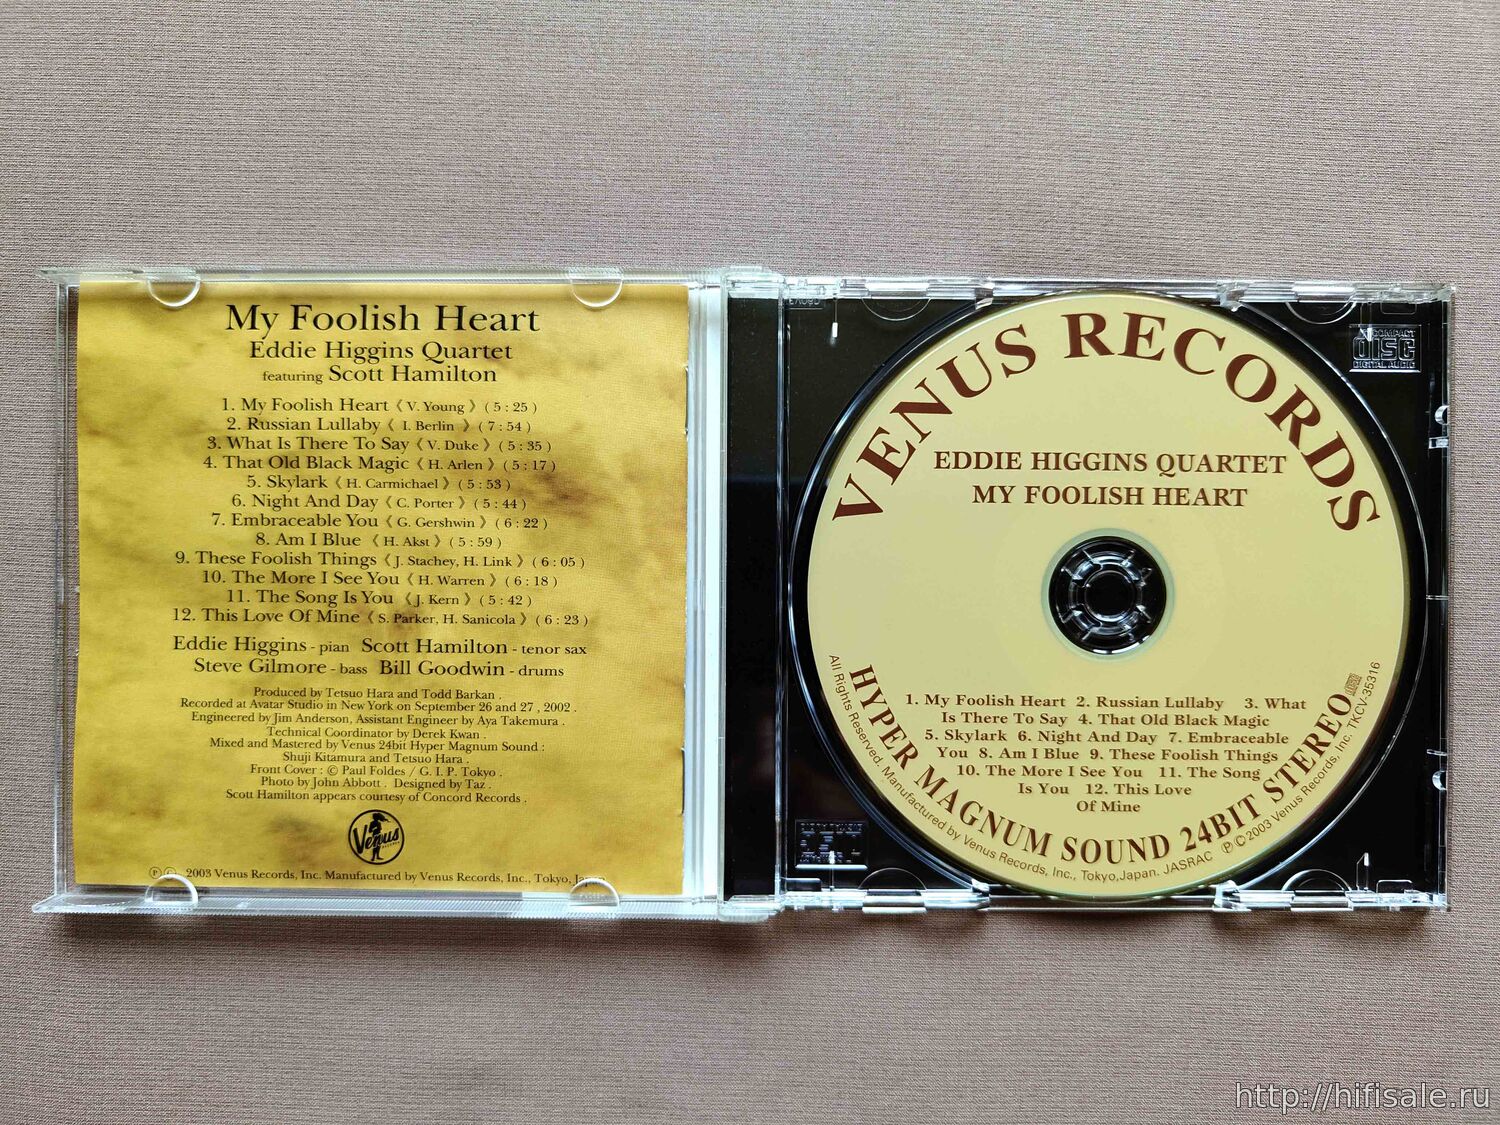 My Foolish Heart
Eddie Higgins Quartet
featuring Scott Hamilton
1. My Foolish Heart《 V. Young 》( 5 : 25 )
2. Russian Lullaby《 I. Berlin 》( 7 : 54 )
3. What Is There To Say《 V. Duke 》( 5 : 35 )
4. That Old Black Magic《 H. Arlen 》( 5 : 17 )
5. Skylark《 H. Carmichael 》( 5 : 53 )
6. Night And Day《 C. Porter 》( 5 : 44 )
7. Embraceable You《 G. Gershwin 》( 6 : 22 )
8. Am I Blue《 H. Akst 》( 5 : 59 )
9. These Foolish Things《 J. Stachey, H. Link 》( 6 : 05 )
10. The More I See You《 H. Warren 》( 6 : 18 )
11. The Song Is You《 J. Kern 》( 5 : 42 )
12. This Love Of Mine《 S. Parker, H. Sanicola 》( 6 : 23 )
Eddie Higgins - pian Scott Hamilton - tenor sax
Steve Gilmore - bass Bill Goodwin - drums
Produced by Tetsuo Hara and Todd Barkan .
Recorded at Avatar Studio in New York on September 26 and 27 , 2002 .
Engineered by Jim Anderson, Assistant Engineer by Aya Takemura .
Technical Coordinator by Derek Kwan .
Mixed and Mastered by Venus 24bit Hyper Magnum Sound :
Shuji Kitamura and Tetsuo Hara .
Front Cover : © Paul Foldes / G. I. P. Tokyo .
Photo by John Abbott . Designed by Taz .
Scott Hamilton appears courtesy of Concord Records .
Venus
Ⓟ © 2003 Venus Records, Inc. Manufactured by Venus Records, Inc., Tokyo, Japan
VENUS RECORDS
EDDIE HIGGINS QUARTET
MY FOOLISH HEART
1. My Foolish Heart 2. Russian Lullaby 3. What
Is There To Say 4. That Old Black Magic
5. Skylark 6. Night And Day 7. Embraceable
You 8. Am I Blue 9. These Foolish Things
10. The More I See You 11. The Song
Is You 12. This Love
Of Mine
HYPER MAGNUM SOUND 24BIT STEREO
All Rights Reserved. Manufactured by Venus Records, Inc., Tokyo,Japan. JASRAC Ⓟ©2003 Venus Records, Inc. TKCV-35316
COMPACT
DISC
DIGITAL AUDIO
http://hifisale.ru